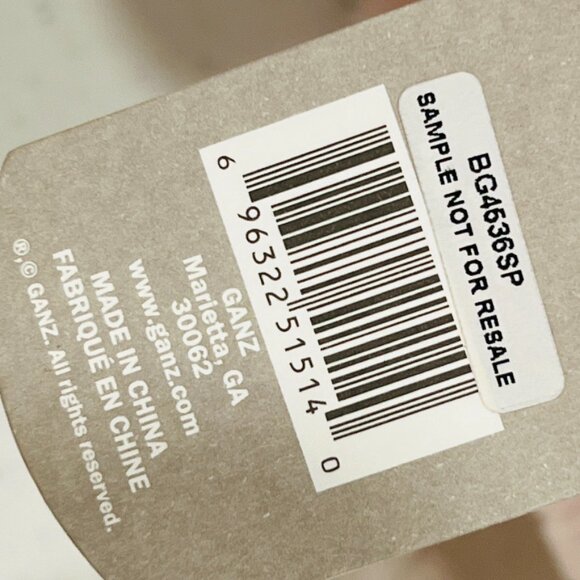 BG4636SP
SAMPLE NOT FOR RESALE
6 96322 51514 0
GANZ
Marietta, GA
30062
www.ganz.com
MADE IN CHINA
FABRIQUÉ EN CHINE
®,© GANZ. All rights reserved.